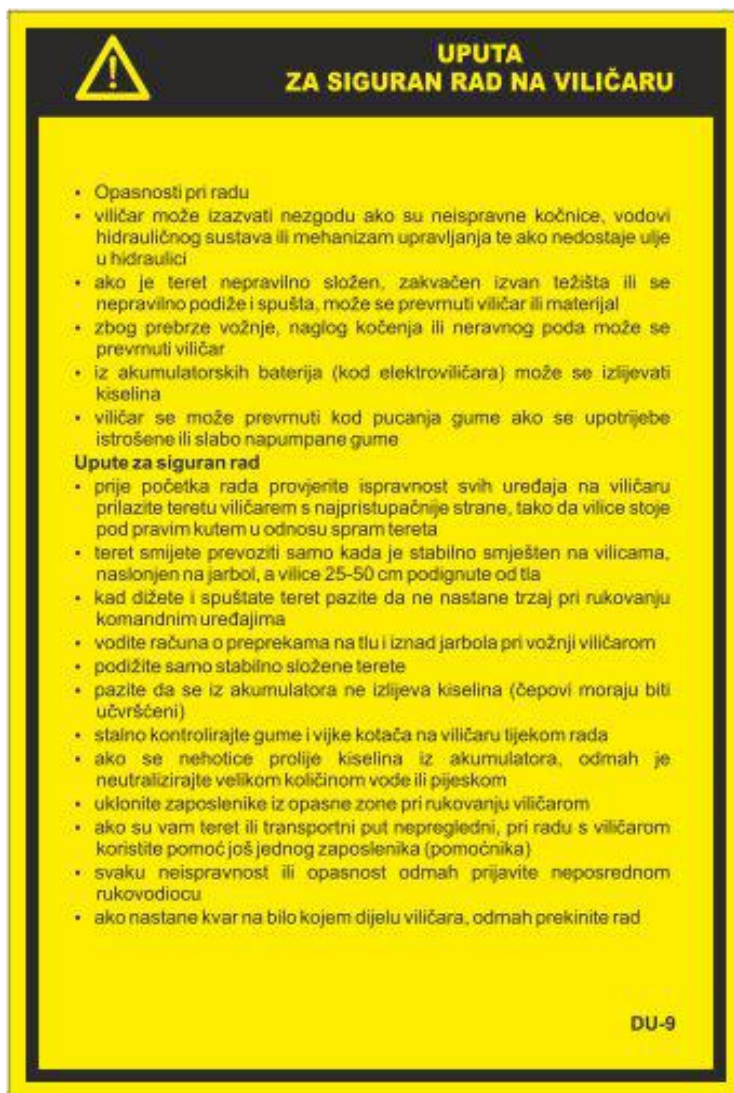 UPUTA
ZA SIGURAN RAD NA VILIČARU
• Opasnosti pri radu
• viličar može izazvati nezgodu ako su neispravne kočnice, vodovi
hidrauličnog sustava ili mehanizam upravljanja te ako nedostaje ulje
u hidraulici
• ako je teret nepravilno složen, zakvačen izvan težišta ili se
nepravilno podiže i spušta, može se prevrnuti viličar ili materijal
• zbog prebrze vožnje, naglog kočenja ili neravnog poda može se
prevrnuti viličar
• iz akumulatorskih baterija (kod elektroviličara) može se izlijevati
kiselina
• viličar se može prevrnuti kod pucanja gume ako se upotrijebe
istrošene ili slabo napumpane gume
Upute za siguran rad
• prije početka rada provjerite ispravnost svih uređaja na viličaru
prilazite teretu viličarem s najpristupačnije strane, tako da vilice stoje
pod pravim kutem u odnosu spram tereta
• teret smijete prevoziti samo kada je stabilno smješten na vilicama,
naslonjen na jarbol, a vilice 25-50 cm podignute od tla
• kad dižete i spuštate teret pazite da ne nastane trzaj pri rukovanju
komandnim uređajima
• vodite računa o preprekama na tlu i iznad jarbola pri vožnji viličarom
• podižite samo stabilno složene terete
• pazite da se iz akumulatora ne izlijeva kiselina (čepovi moraju biti
učvršćeni)
• stalno kontrolirajte gume i vijke kotača na viličaru tijekom rada
• ako se nehotice prolije kiselina iz akumulatora, odmah je
neutralizirajte velikom količinom vode ili pijeskom
• uklonite zaposlenike iz opasne zone pri rukovanju viličarom
• ako su vam teret ili transportni put nepregledni, pri radu s viličarom
koristite pomoć još jednog zaposlenika (pomoćnika)
• svaku neispravnost ili opasnost odmah prijavite neposrednom
rukovodiocu
• ako nastane kvar na bilo kojem dijelu viličara, odmah prekinite rad
DU-9